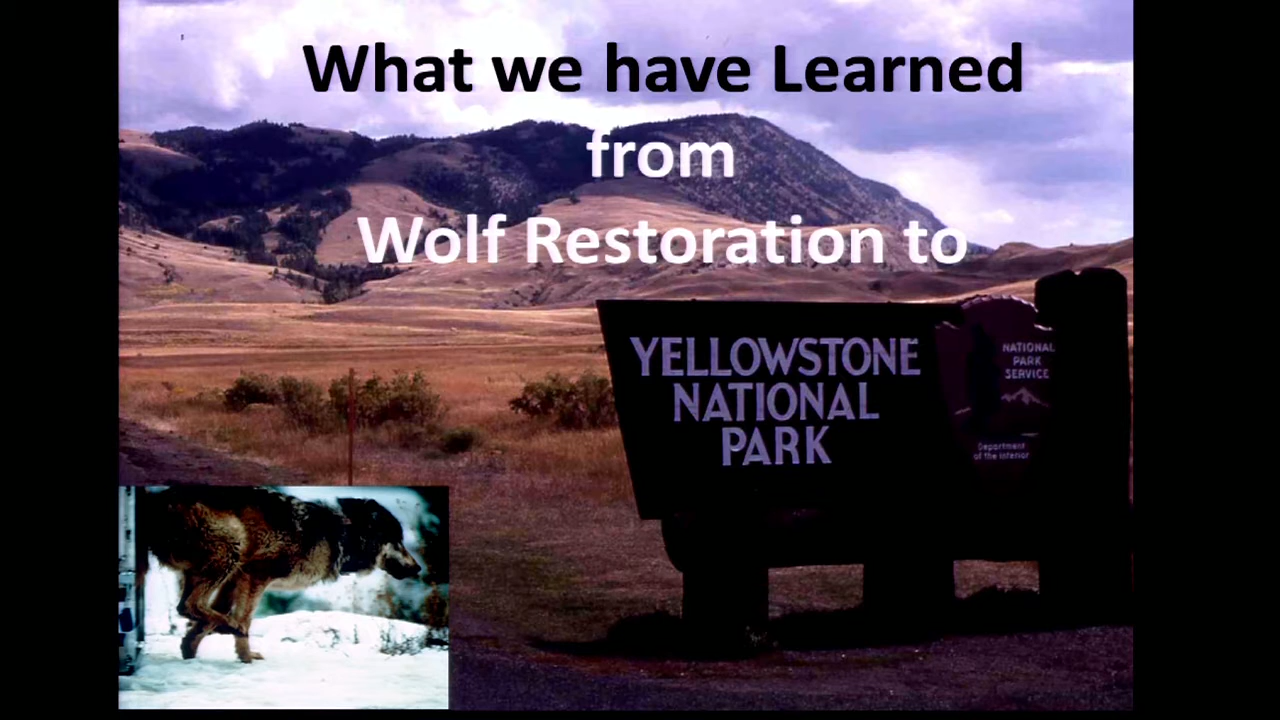 What we have Learned
from
Wolf Restoration to
YELLOWSTONE
NATIONAL
PARK
NATIONAL
PARK
SERVICE
Department
of the Interior